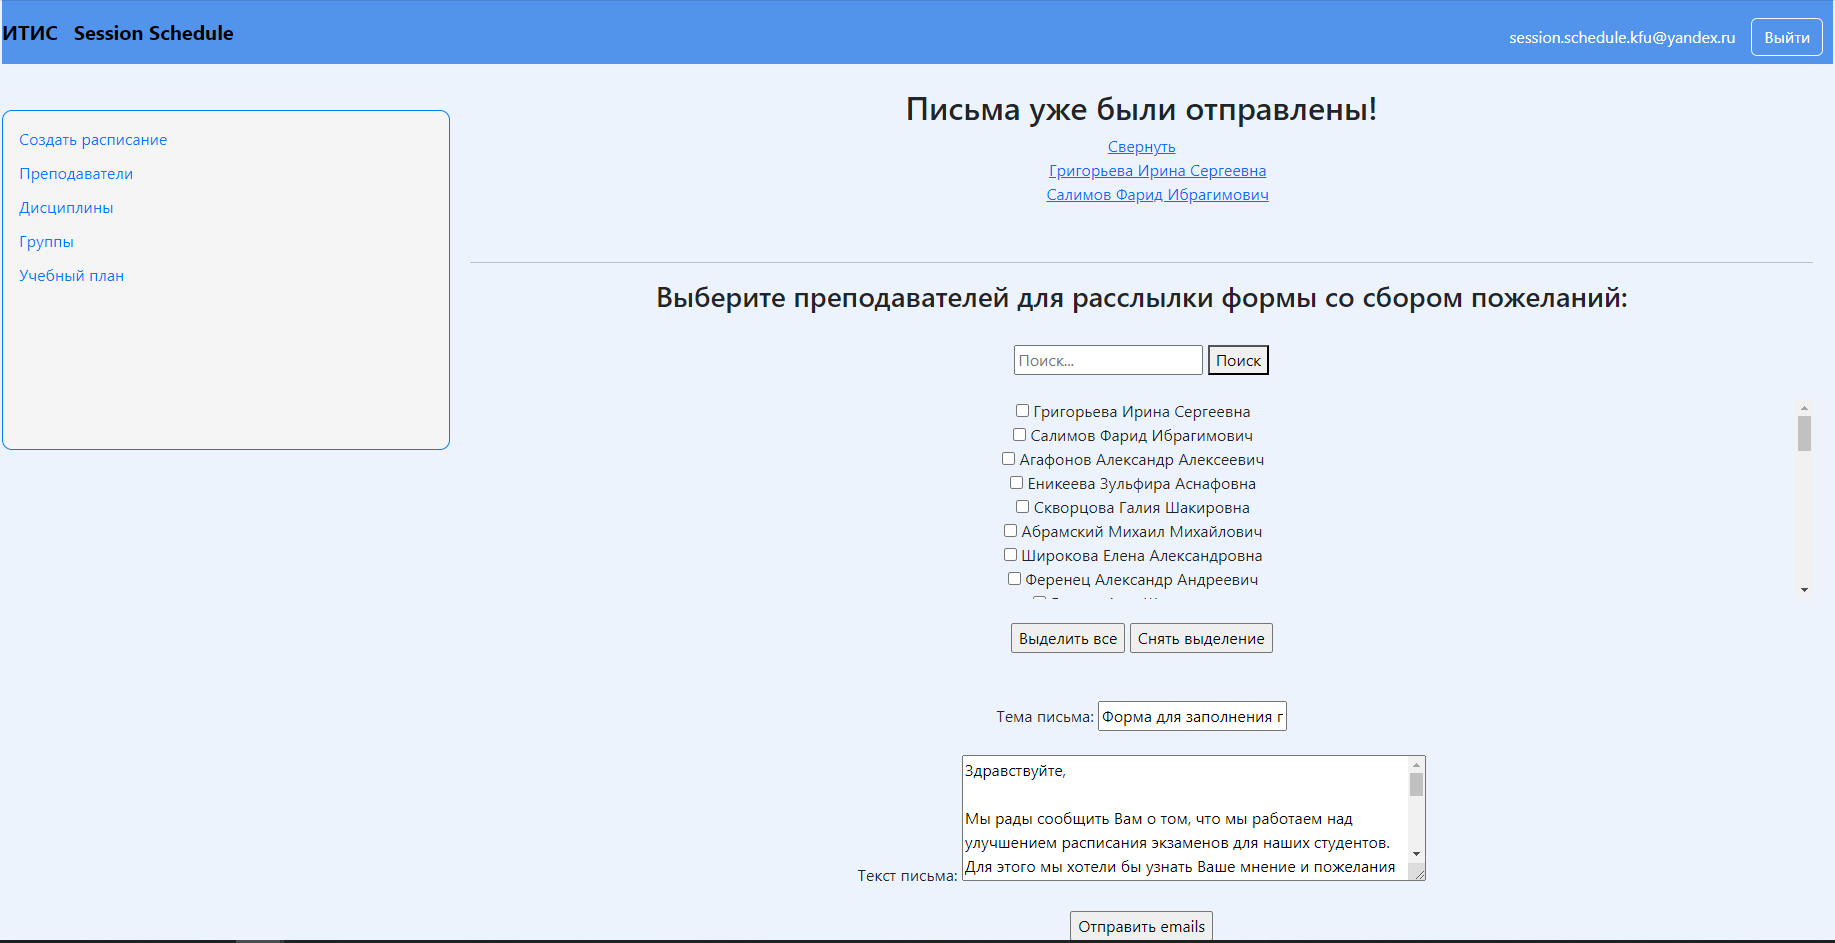 ИТИС Session Schedule
session.schedule.kfu@yandex.ru Выйти
Создать расписание
Преподаватели
Дисциплины
Группы
Учебный план
Письма уже были отправлены!
Свернуть
Григорьева Ирина Сергеевна
Салимов Фарид Ибрагимович
Выберите преподавателей для расслылки формы со сбором пожеланий:
Поиск... Поиск
Григорьева Ирина Сергеевна
Салимов Фарид Ибрагимович
Агафонов Александр Алексеевич
Еникеева Зульфира Аснафовна
Скворцова Галия Шакировна
Абрамский Михаил Михайлович
Широкова Елена Александровна
Ференец Александр Андреевич
Выделить все Снять выделение
Тема письма: Форма для заполнения
Здравствуйте,
Мы рады сообщить Вам о том, что мы работаем над
улучшением расписания экзаменов для наших студентов.
Для этого мы хотели бы узнать Ваше мнение и пожелания
Текст письма:
Отправить emails